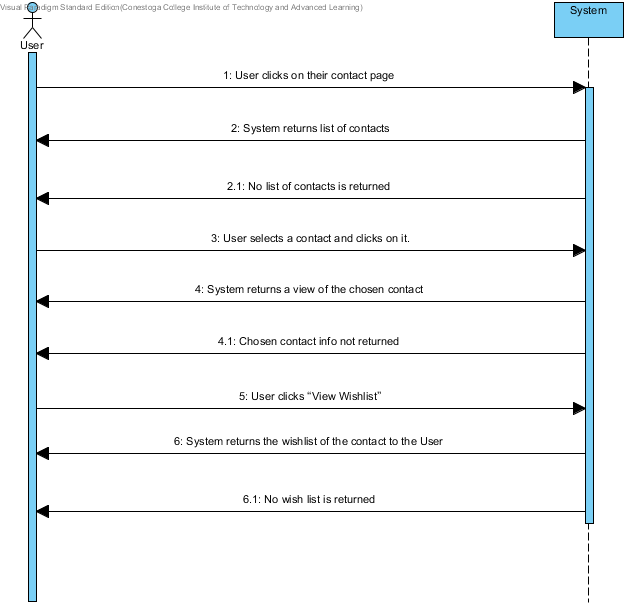 Visual Paradigm Standard Edition(Conestoga College Institute of Technology and Advanced Learning)
System
User
1: User clicks on their contact page
2: System returns list of contacts
2.1: No list of contacts is returned
3: User selects a contact and clicks on it.
4: System returns a view of the chosen contact
4.1: Chosen contact info not returned
5: User clicks “View Wishlist”
6: System returns the wishlist of the contact to the User
6.1: No wish list is returned